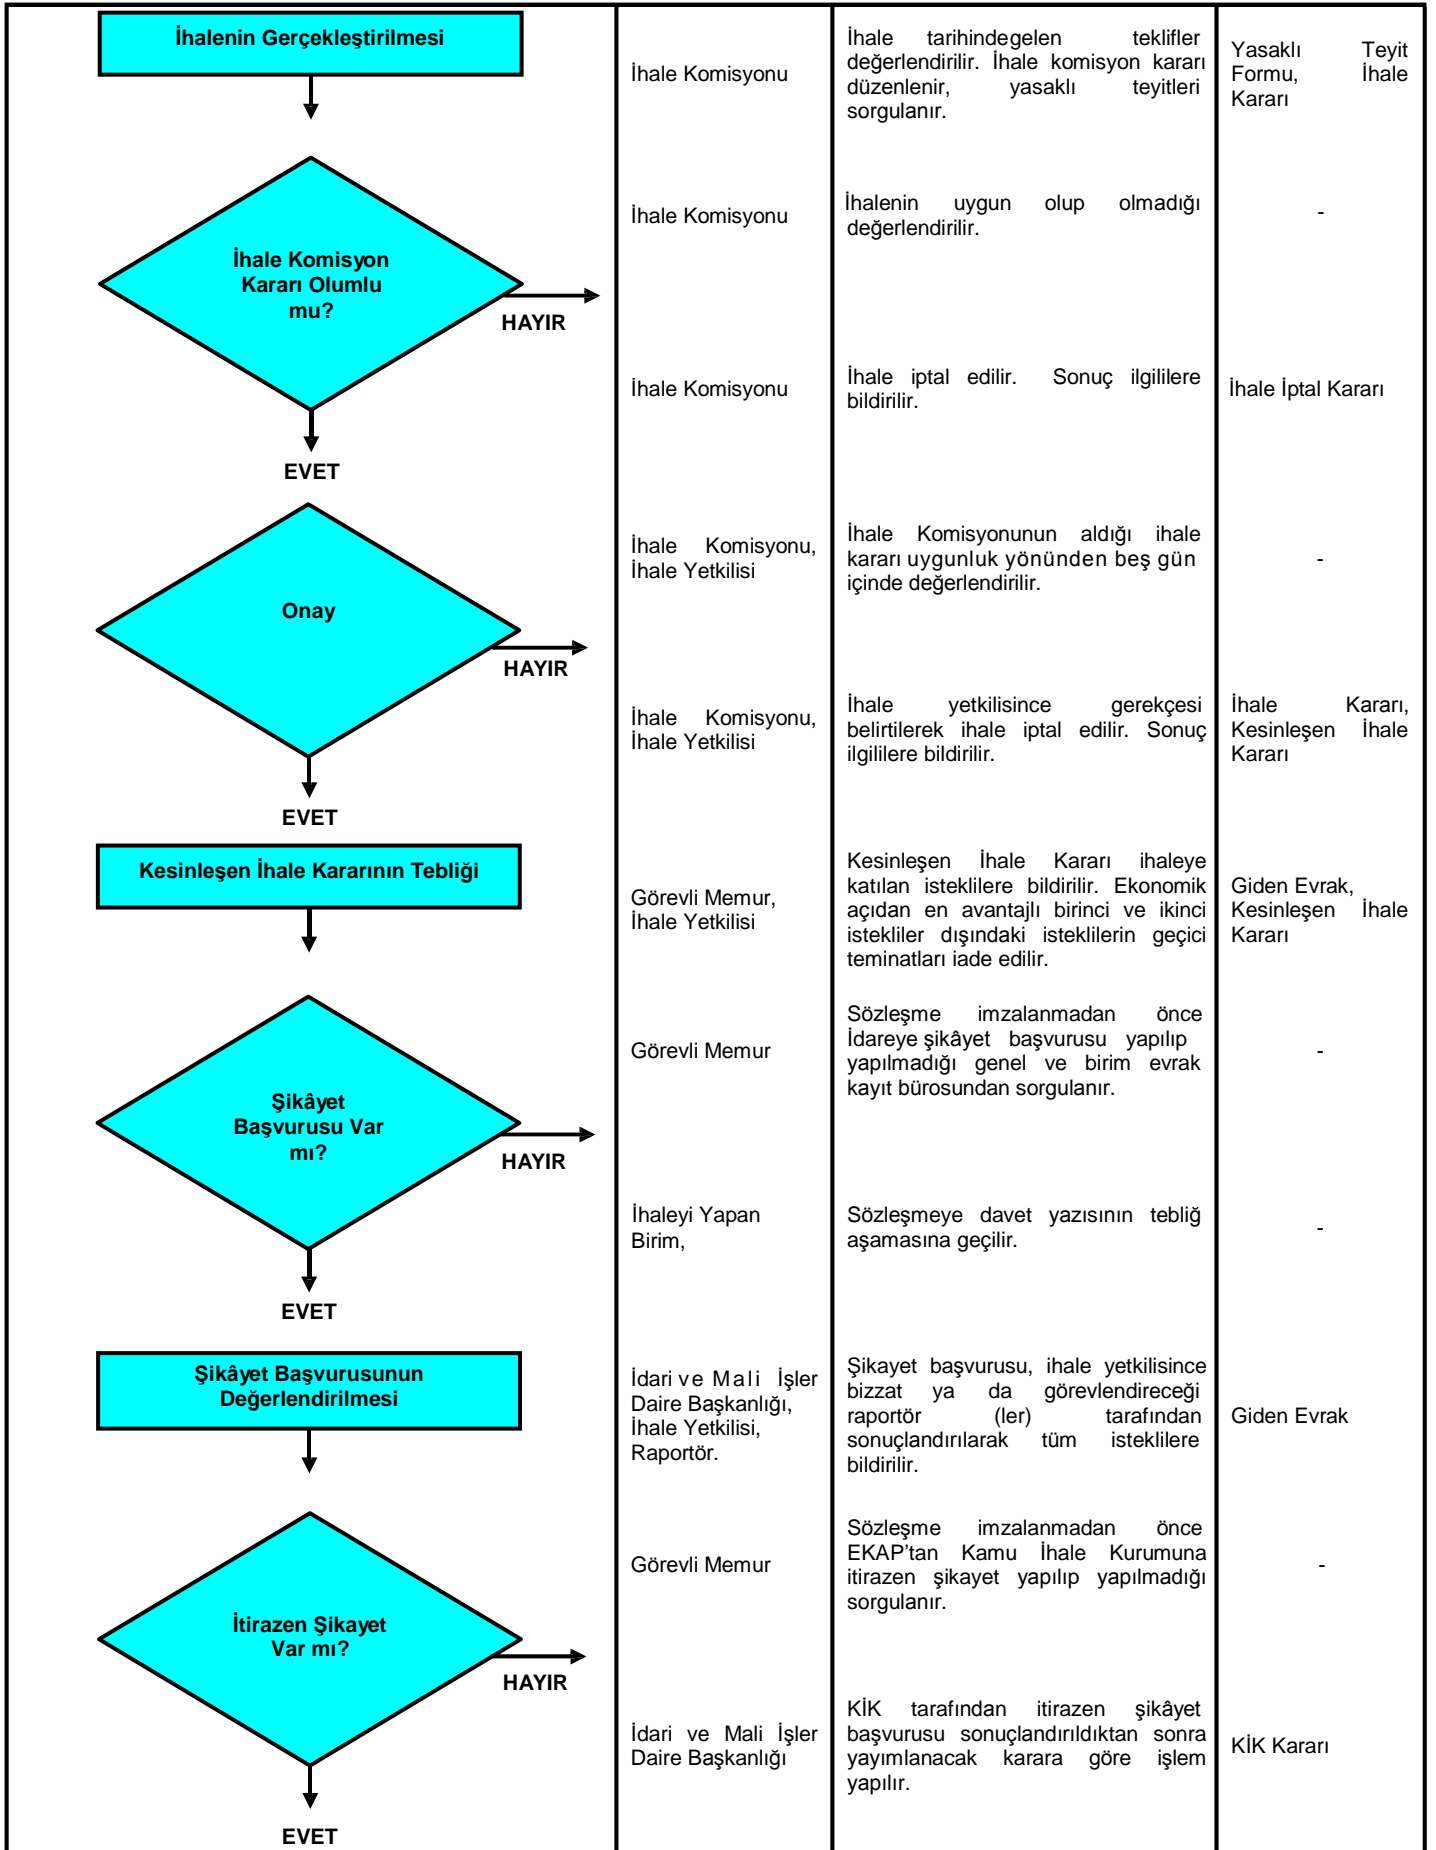 İhalenin Gerçekleştirilmesi
İhale Komisyonu
İhale tarihindegelen teklifler
değerlendirilir. İhale komisyon kararı
düzenlenir, yasaklı teyitleri
sorgulanır.
Yasaklı Teyit
Formu, İhale
Kararı
İhale Komisyon
Kararı Olumlu
mu?
HAYIR
EVET
İhale Komisyonu
İhalenin uygun olup olmadığı
değerlendirilir.
-
İhale Komisyonu
İhale iptal edilir. Sonuç ilgililere
bildirilir.
İhale İptal Kararı
Onay
HAYIR
EVET
İhale Komisyonu,
İhale Yetkilisi
İhale Komisyonunun aldığı ihale
kararı uygunluk yönünden beş gün
içinde değerlendirilir.
-
İhale Komisyonu,
İhale Yetkilisi
İhale yetkilisince gerekçesi
belirtilerek ihale iptal edilir. Sonuç
ilgililere bildirilir.
İhale Kararı,
Kesinleşen İhale
Kararı
Kesinleşen İhale Kararının Tebliği
Görevli Memur,
İhale Yetkilisi
Kesinleşen İhale Kararı ihaleye
katılan isteklilere bildirilir. Ekonomik
açıdan en avantajlı birinci ve ikinci
istekliler dışındaki isteklilerin geçici
teminatları iade edilir.
Giden Evrak,
Kesinleşen İhale
Kararı
Şikâyet
Başvurusu Var
mı?
HAYIR
EVET
Görevli Memur
Sözleşme imzalanmadan önce
İdareye şikâyet başvurusu yapılıp
yapılmadığı genel ve birim evrak
kayıt bürosundan sorgulanır.
-
İhaleyi Yapan
Birim,
Sözleşmeye davet yazısının tebliğ
aşamasına geçilir.
-
Şikâyet Başvurusunun
Değerlendirilmesi
İdari ve Mali İşler
Daire Başkanlığı,
İhale Yetkilisi,
Raportör.
Şikayet başvurusu, ihale yetkilisince
bizzat ya da görevlendireceği
raportör (ler) tarafından
sonuçlandırılarak tüm isteklilere
bildirilir.
Giden Evrak
İtirazen Şikayet
Var mı?
HAYIR
EVET
Görevli Memur
Sözleşme imzalanmadan önce
EKAP’tan Kamu İhale Kurumuna
itirazen şikayet yapılıp yapılmadığı
sorgulanır.
-
İdari ve Mali İşler
Daire Başkanlığı
KİK tarafından itirazen şikâyet
başvurusu sonuçlandırıldıktan sonra
yayımlanacak karara göre işlem
yapılır.
KİK Kararı